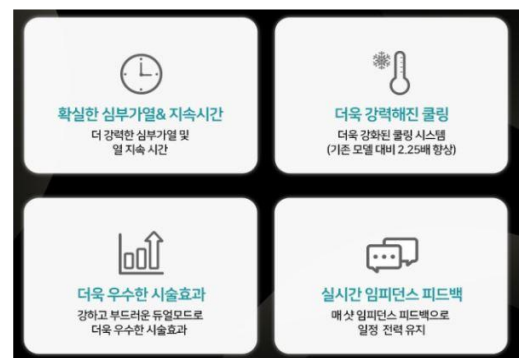 확실한 심부가열& 지속시간
더 강력한 심부가열 및
열 지속 시간
더욱 강력해진 쿨링
더욱 강화된 쿨링 시스템
(기존 모델 대비 2.25배 향상)
더욱 우수한 시술효과
강하고 부드러운 듀얼모드로
더욱 우수한 시술효과
실시간 임피던스 피드백
매 샷 임피던스 피드백으로
일정 전력 유지